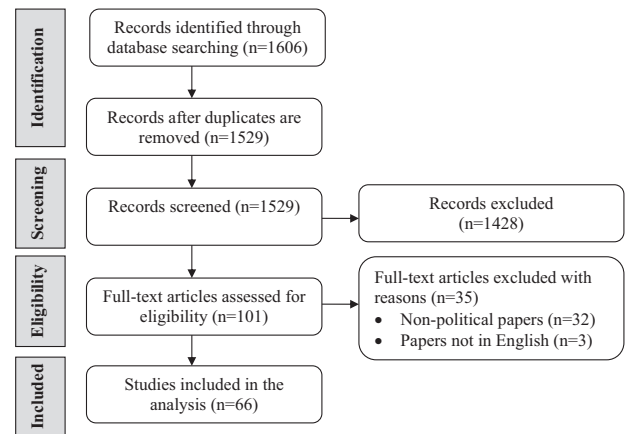 Identification
Records identified through
database searching (n=1606)
Records after duplicates are
removed (n=1529)
Screening
Records screened (n=1529)
Records excluded
(n=1428)
Eligibility
Full-text articles assessed for
eligibility (n=101)
Full-text articles excluded with
reasons (n=35)
• Non-political papers (n=32)
• Papers not in English (n=3)
Included
Studies included in the
analysis (n=66)